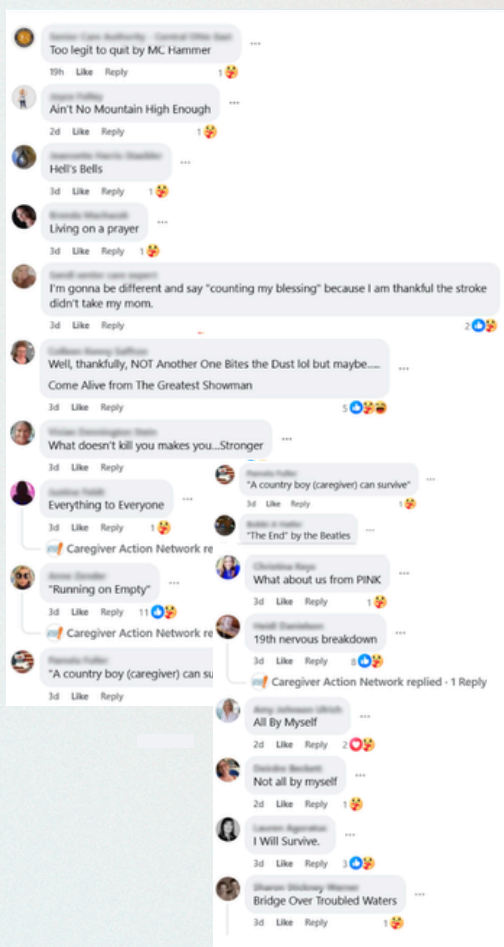 Too legit to quit by MC Hammer
19h Like Reply 1
Ain't No Mountain High Enough
2d Like Reply 1
Hell's Bells
3d Like Reply 1
Living on a prayer
3d Like Reply 1
I'm gonna be different and say "counting my blessing" because I am thankful the stroke
didn't take my mom.
3d Like Reply 2
Well, thankfully, NOT Another One Bites the Dust lol but maybe.....
Come Alive from The Greatest Showman
3d Like Reply 5
What doesn't kill you makes you...Stronger
3d Like Reply
Everything to Everyone
3d Like Reply 1
Caregiver Action Network re
"Running on Empty"
3d Like Reply 11
Caregiver Action Network re
"A country boy (caregiver) can su
3d Like Reply
"A country boy (caregiver) can survive"
3d Like Reply 1
"The End" by the Beatles
What about us from PINK
3d Like Reply 1
19th nervous breakdown
3d Like Reply 8
Caregiver Action Network replied · 1 Reply
All By Myself
2d Like Reply 2
Not all by myself
2d Like Reply 1
I Will Survive.
3d Like Reply 3
Bridge Over Troubled Waters
3d Like Reply 1